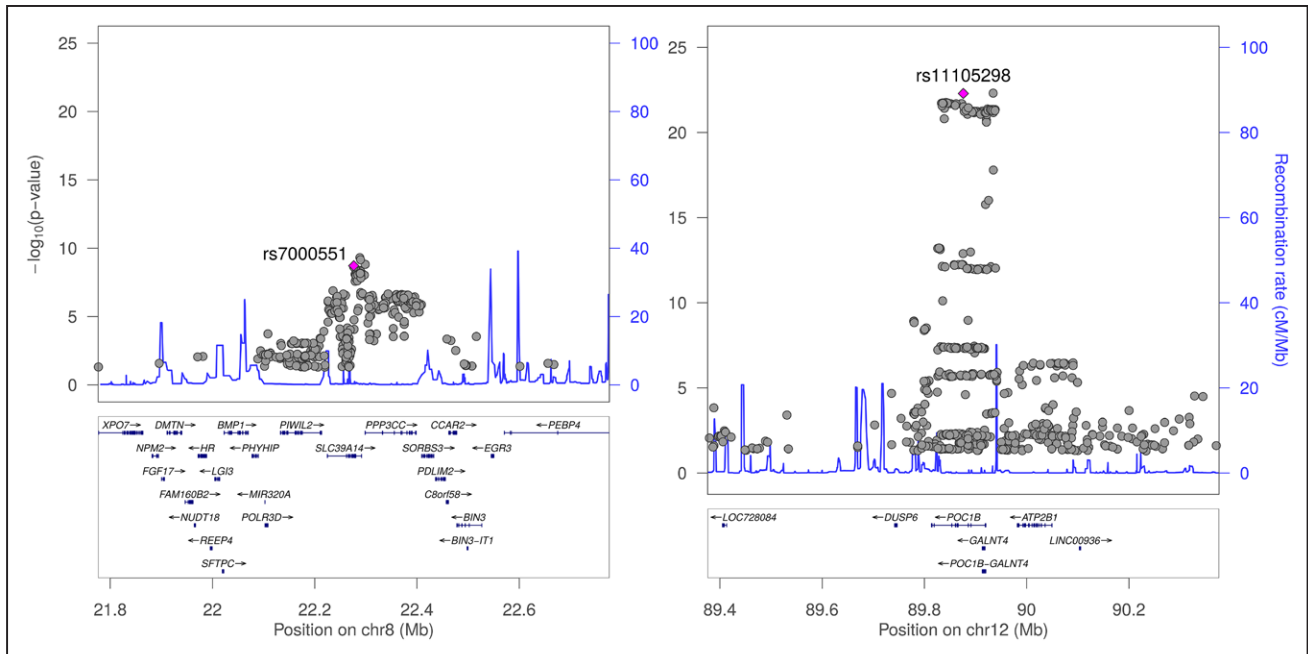 25
20
15
10
5
0
−log10(p−value)
100
80
60
40
20
0
rs7000551
XPO7→
DMTN→
BMP1→
PIWIL2→
PPP3CC→
CCAR2→
←PEBP4
NPM2→
←HR
←PHYHIP
SLC39A14→
SORBS3→
←EGR3
FGF17→
←LGI3
PDLIM2→
FAM160B2→
←MIR320A
C8orf58→
←NUDT18
POLR3D→
←BIN3
←REEP4
←BIN3−IT1
SFTPC→
21.8
22
22.2
22.4
22.6
Position on chr8 (Mb)
25
20
15
10
5
0
100
80
60
40
20
0
Recombination rate (cM/Mb)
rs11105298
←LOC728084
←DUSP6
←POC1B
←ATP2B1
←GALNT4
LINC00936→
←POC1B−GALNT4
89.4
89.6
89.8
90
90.2
Position on chr12 (Mb)